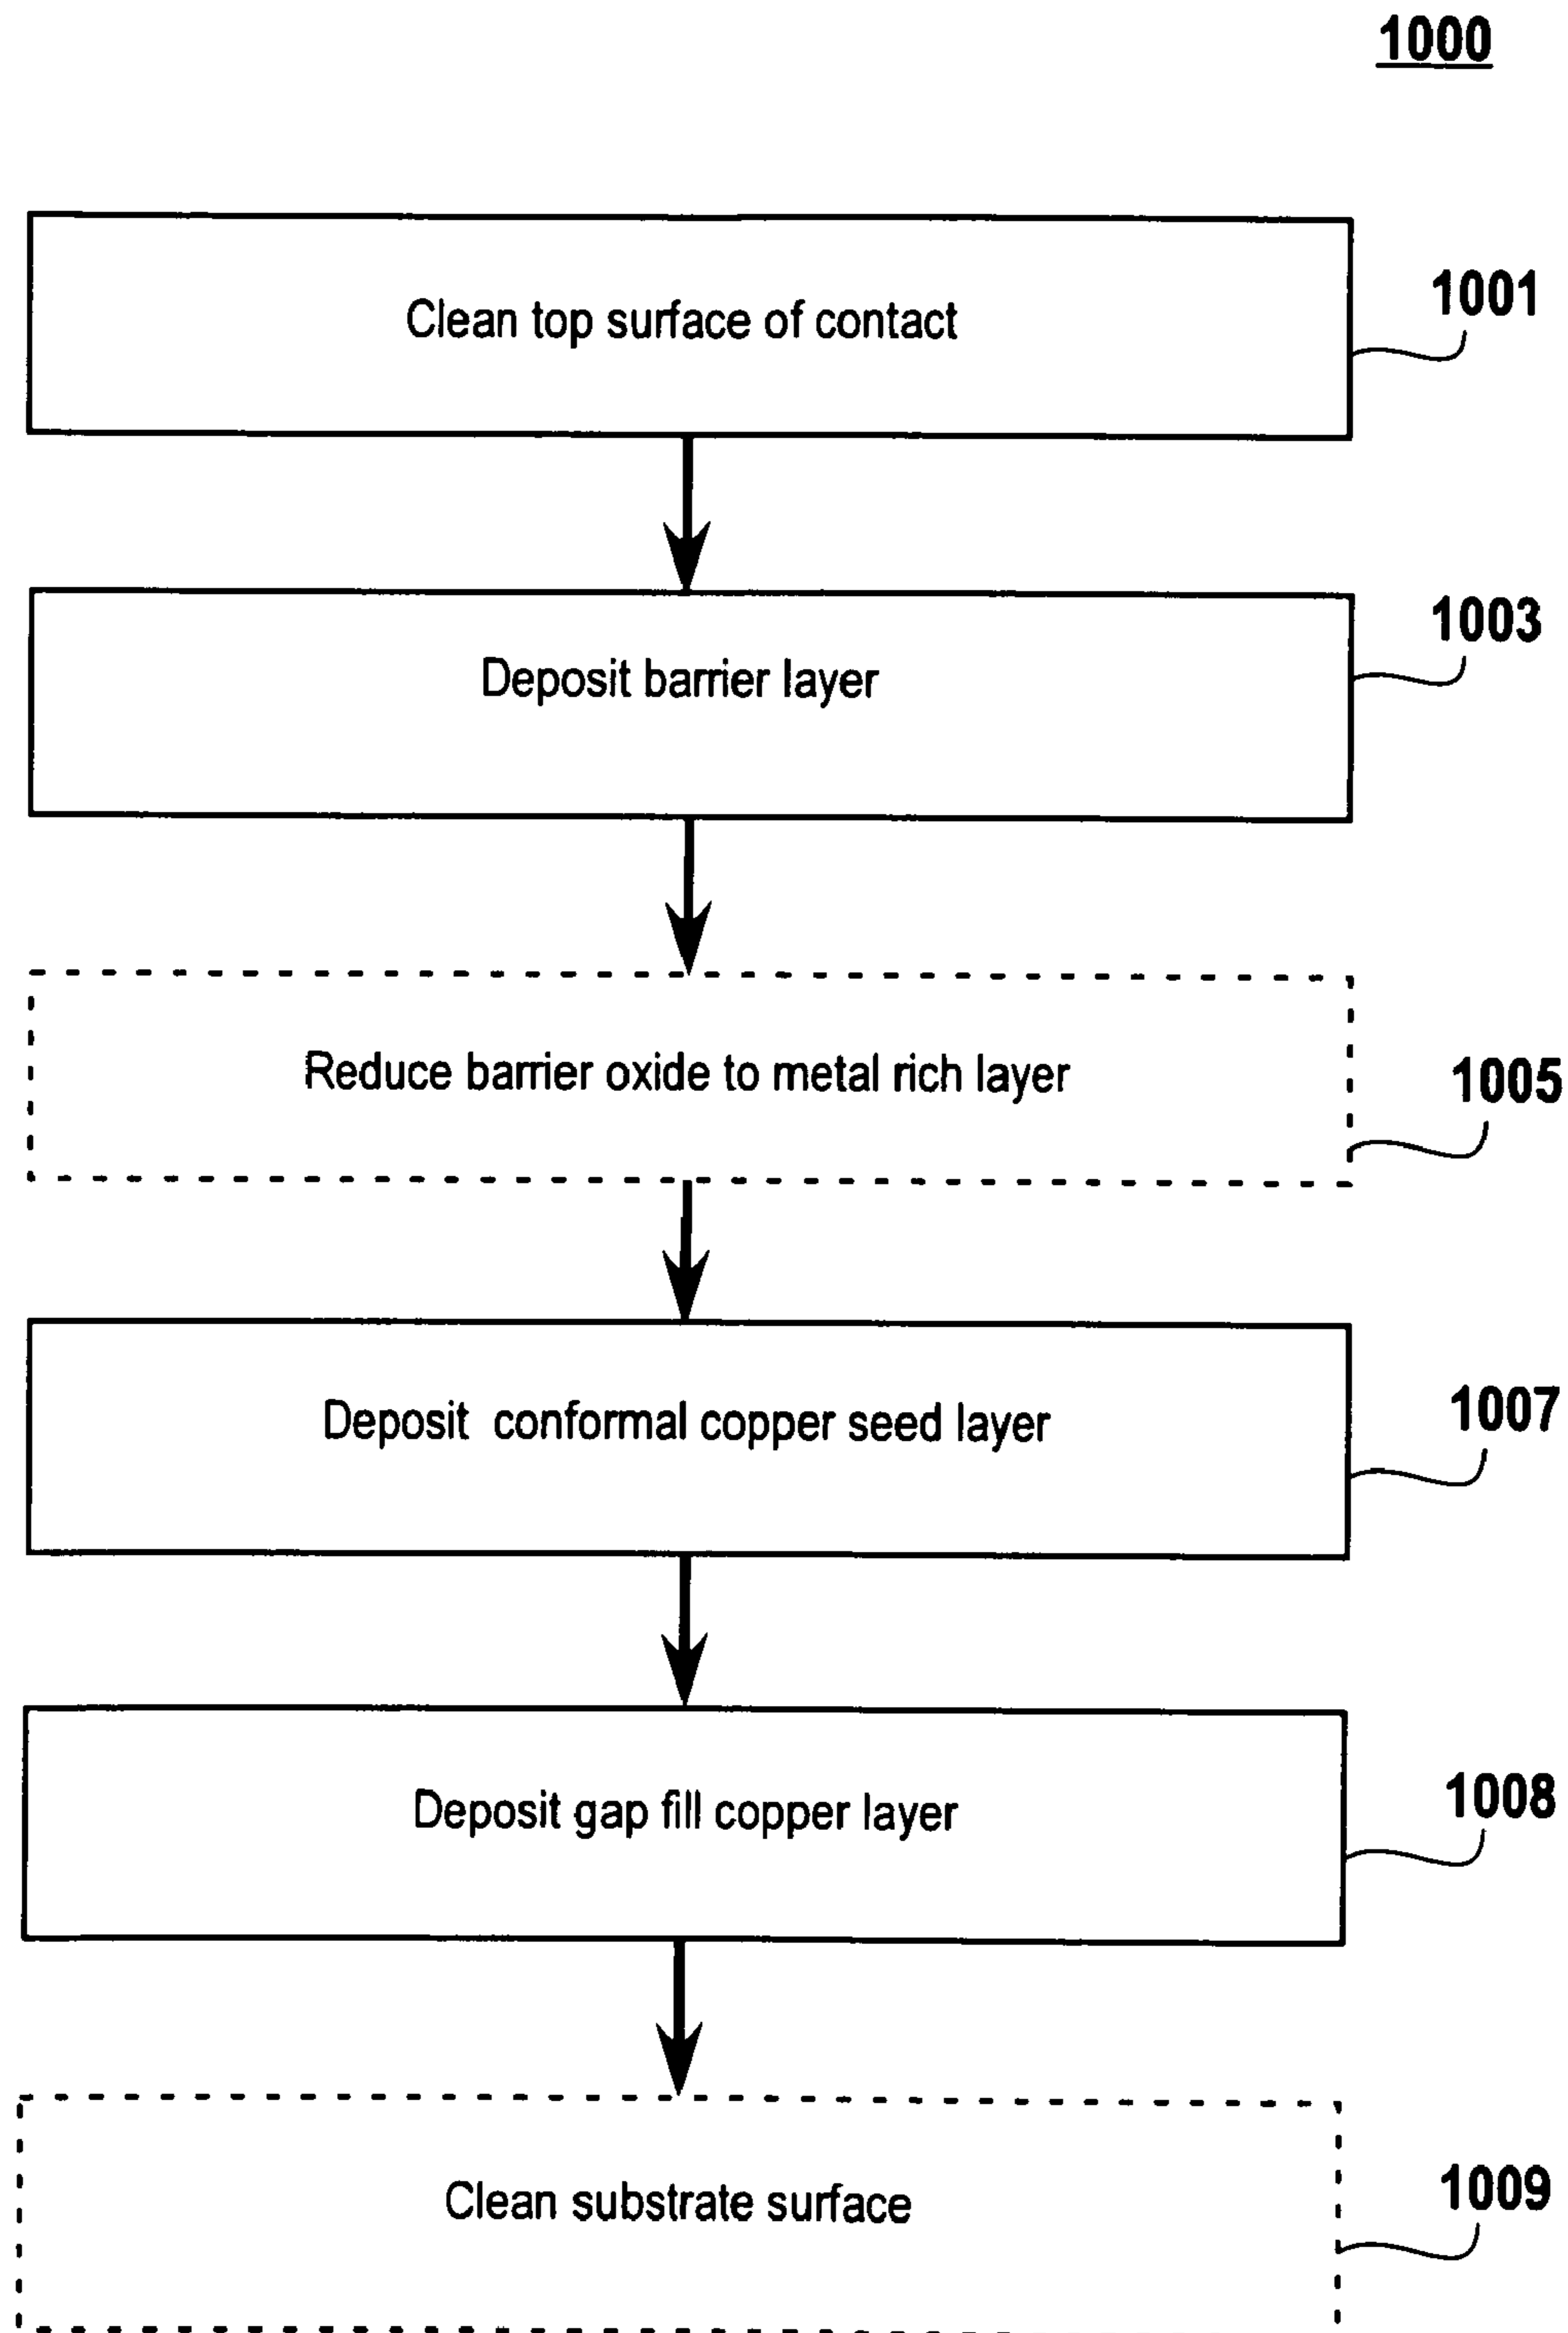 1000
Clean top surface of contact
1001
Deposit barrier layer
1003
Reduce barrier oxide to metal rich layer
1005
Deposit conformal copper seed layer
1007
Deposit gap fill copper layer
1008
Clean substrate surface
1009